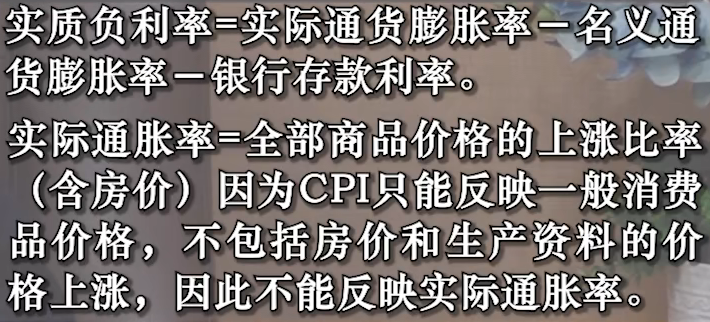 实质负利率=实际通货膨胀率－名义通
货膨胀率－银行存款利率。
实际通胀率=全部商品价格的上涨比率
（含房价）因为CPI只能反映一般消费
品价格，不包括房价和生产资料的价
格上涨，因此不能反映实际通胀率。